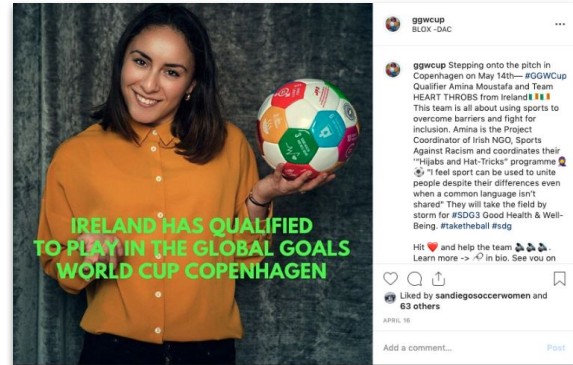 IRELAND HAS QUALIFIED
TO PLAY IN THE GLOBAL GOALS
WORLD CUP COPENHAGEN
ggwcup
BLOX -DAC
ggwcup Stepping onto the pitch in
Copenhagen on May 14th— #GGWCup
Qualifier Amina Moustafa and Team
HEART THROBS from Ireland🇮🇪🇮🇪🇮🇪
This team is all about using sports to
overcome barriers and fight for
inclusion. Amina is the Project
Coordinator of Irish NGO, Sports
Against Racism and coordinates their
'"Hijabs and Hat-Tricks" programme🧕
⚽ "I feel sport can be used to unite
people despite their differences even
when a common language isn't
shared" They will take the field by
storm for #SDG3 Good Health & Well-
Being. #taketheball #sdg
Hit ❤️ and help the team
Learn more -> in bio. See you on
Liked by sandiegosoccerwomen and
63 others
APRIL 16
Add a comment...
Post